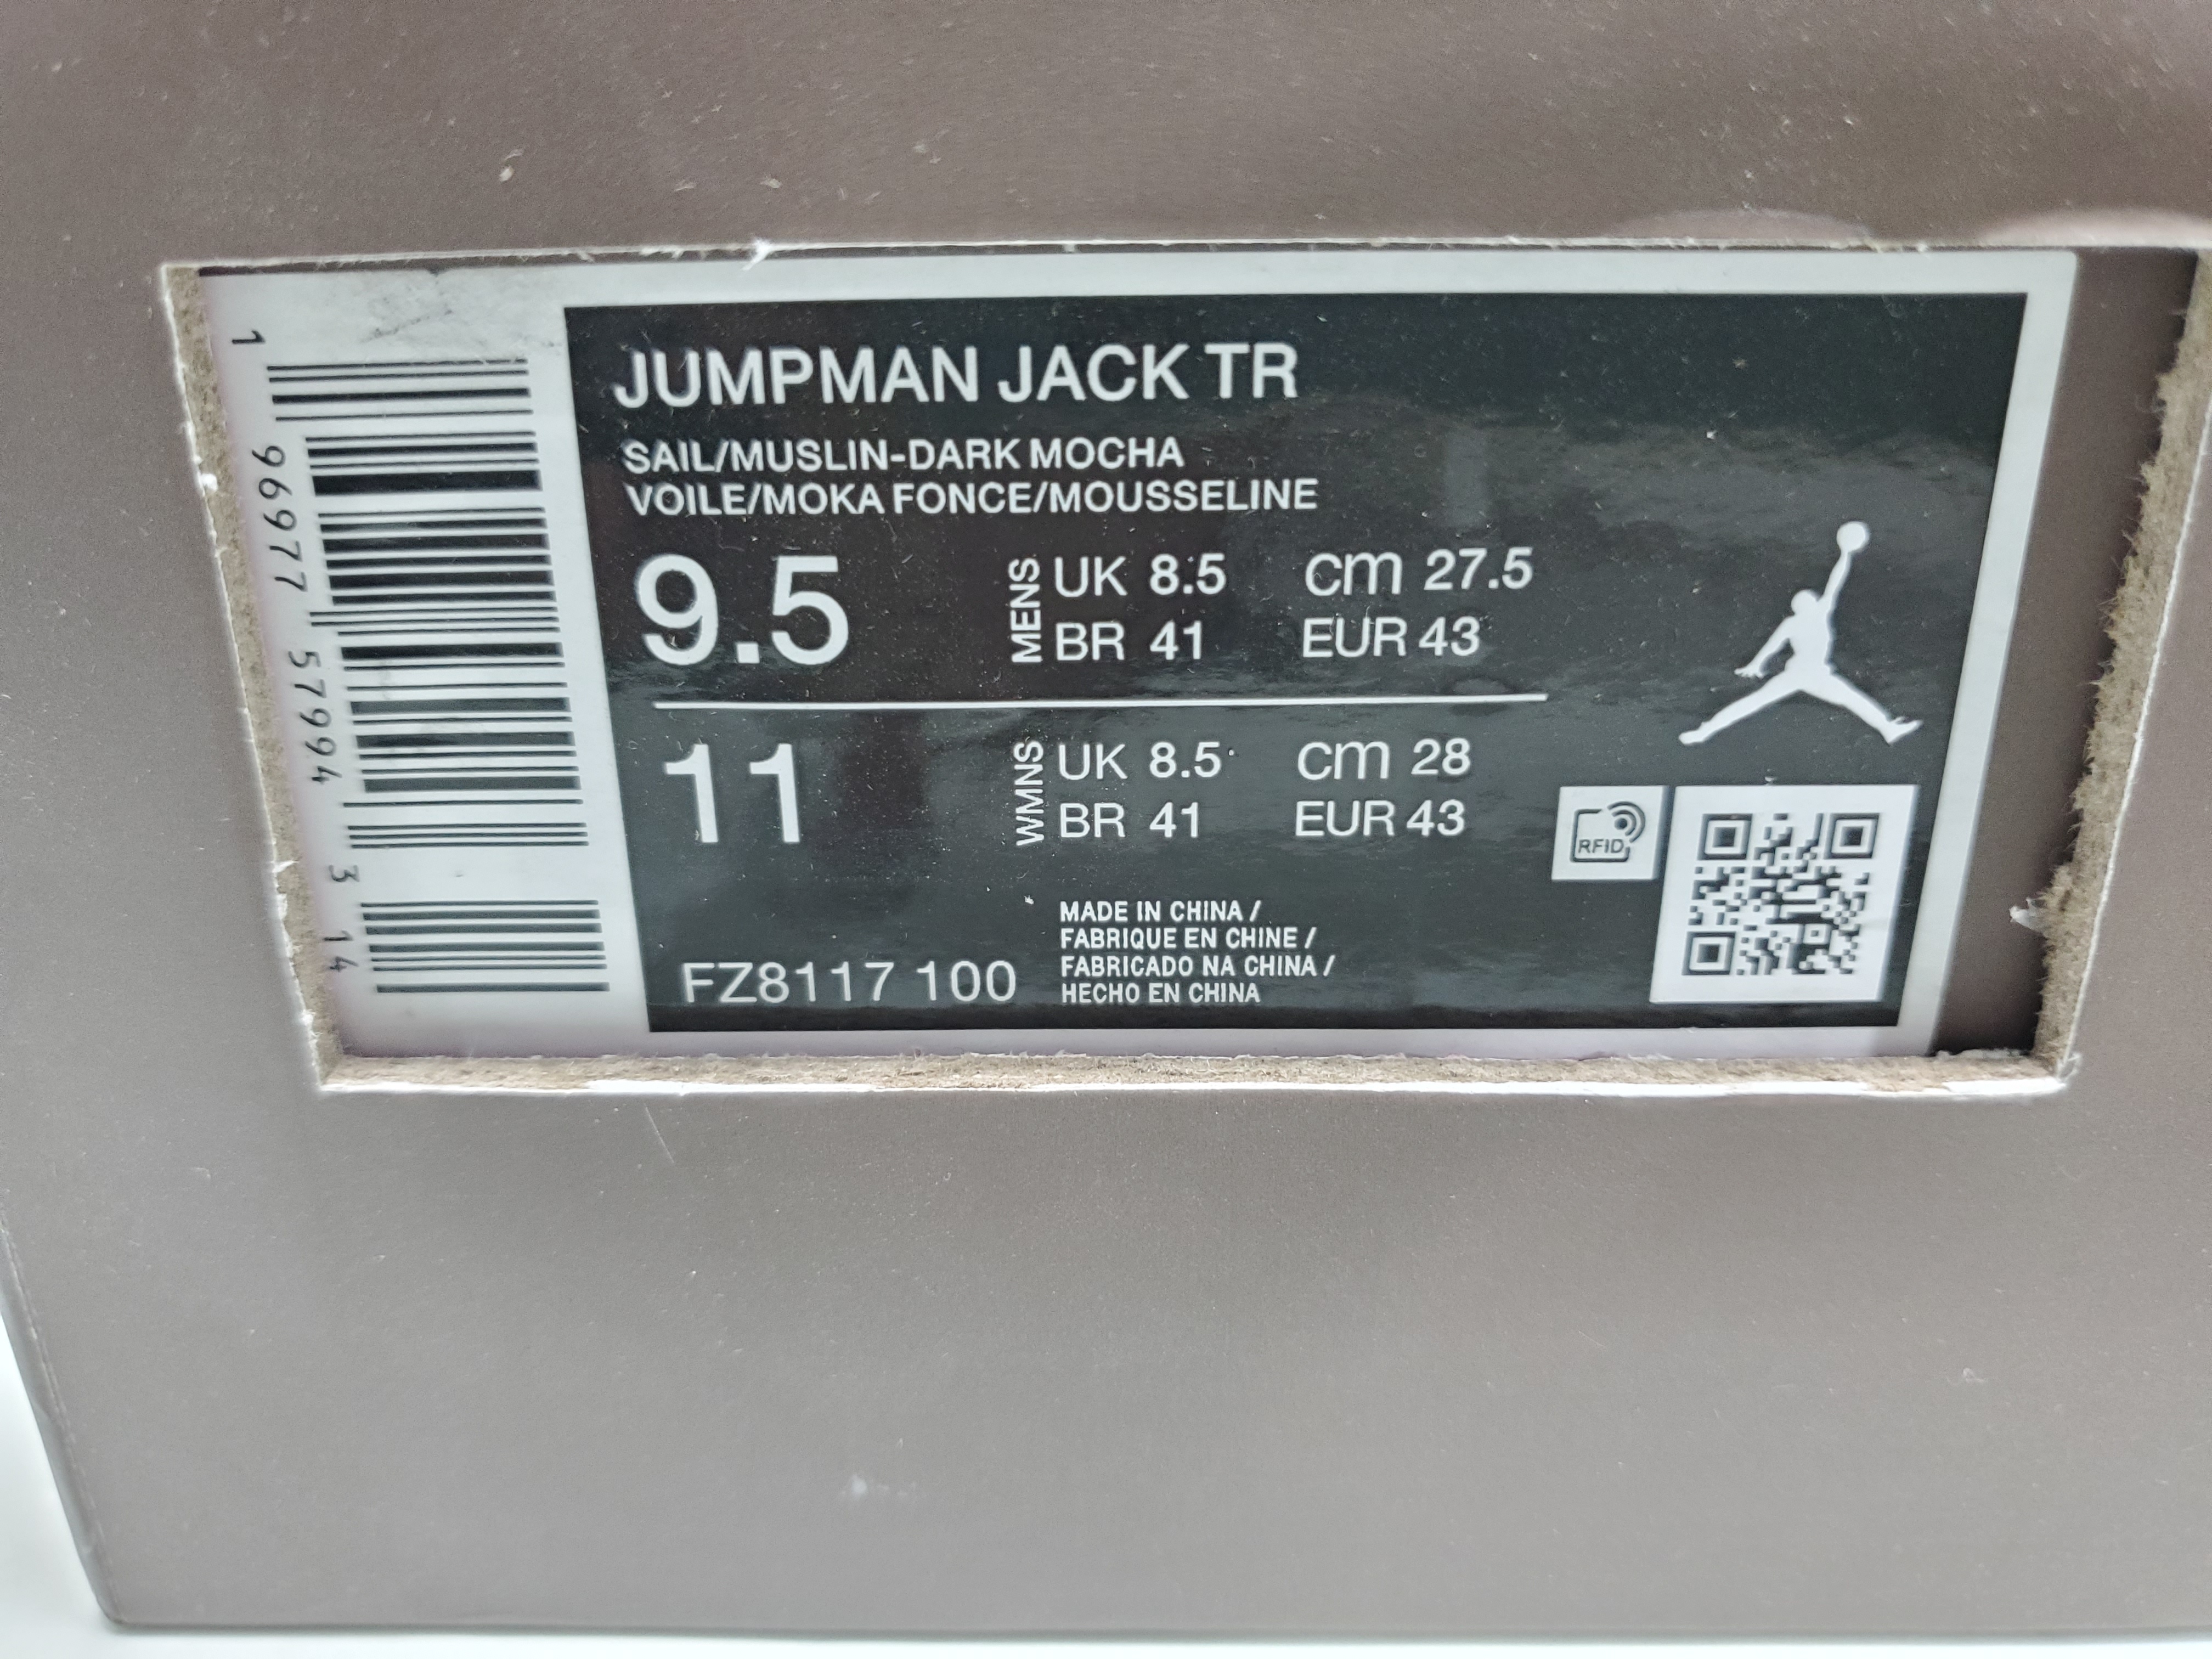 JUMPMAN JACK TR
SAIL/MUSLIN-DARK MOCHA
VOILE/MOKA FONCE/MOUSSELINE
9.5 MENS UK 8.5 cm 27.5
BR 41 EUR 43
11 WMNS UK 8.5 cm 28
BR 41 EUR 43
RFID
FZ8117 100
MADE IN CHINA /
FABRIQUE EN CHINE /
FABRICADO NA CHINA /
HECHO EN CHINA
1 96977 57994 3 14